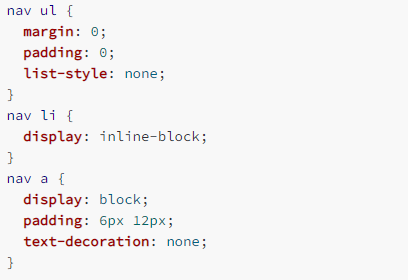 nav ul {
  margin: 0;
  padding: 0;
  list-style: none;
}
nav li {
  display: inline-block;
}
nav a {
  display: block;
  padding: 6px 12px;
  text-decoration: none;
}